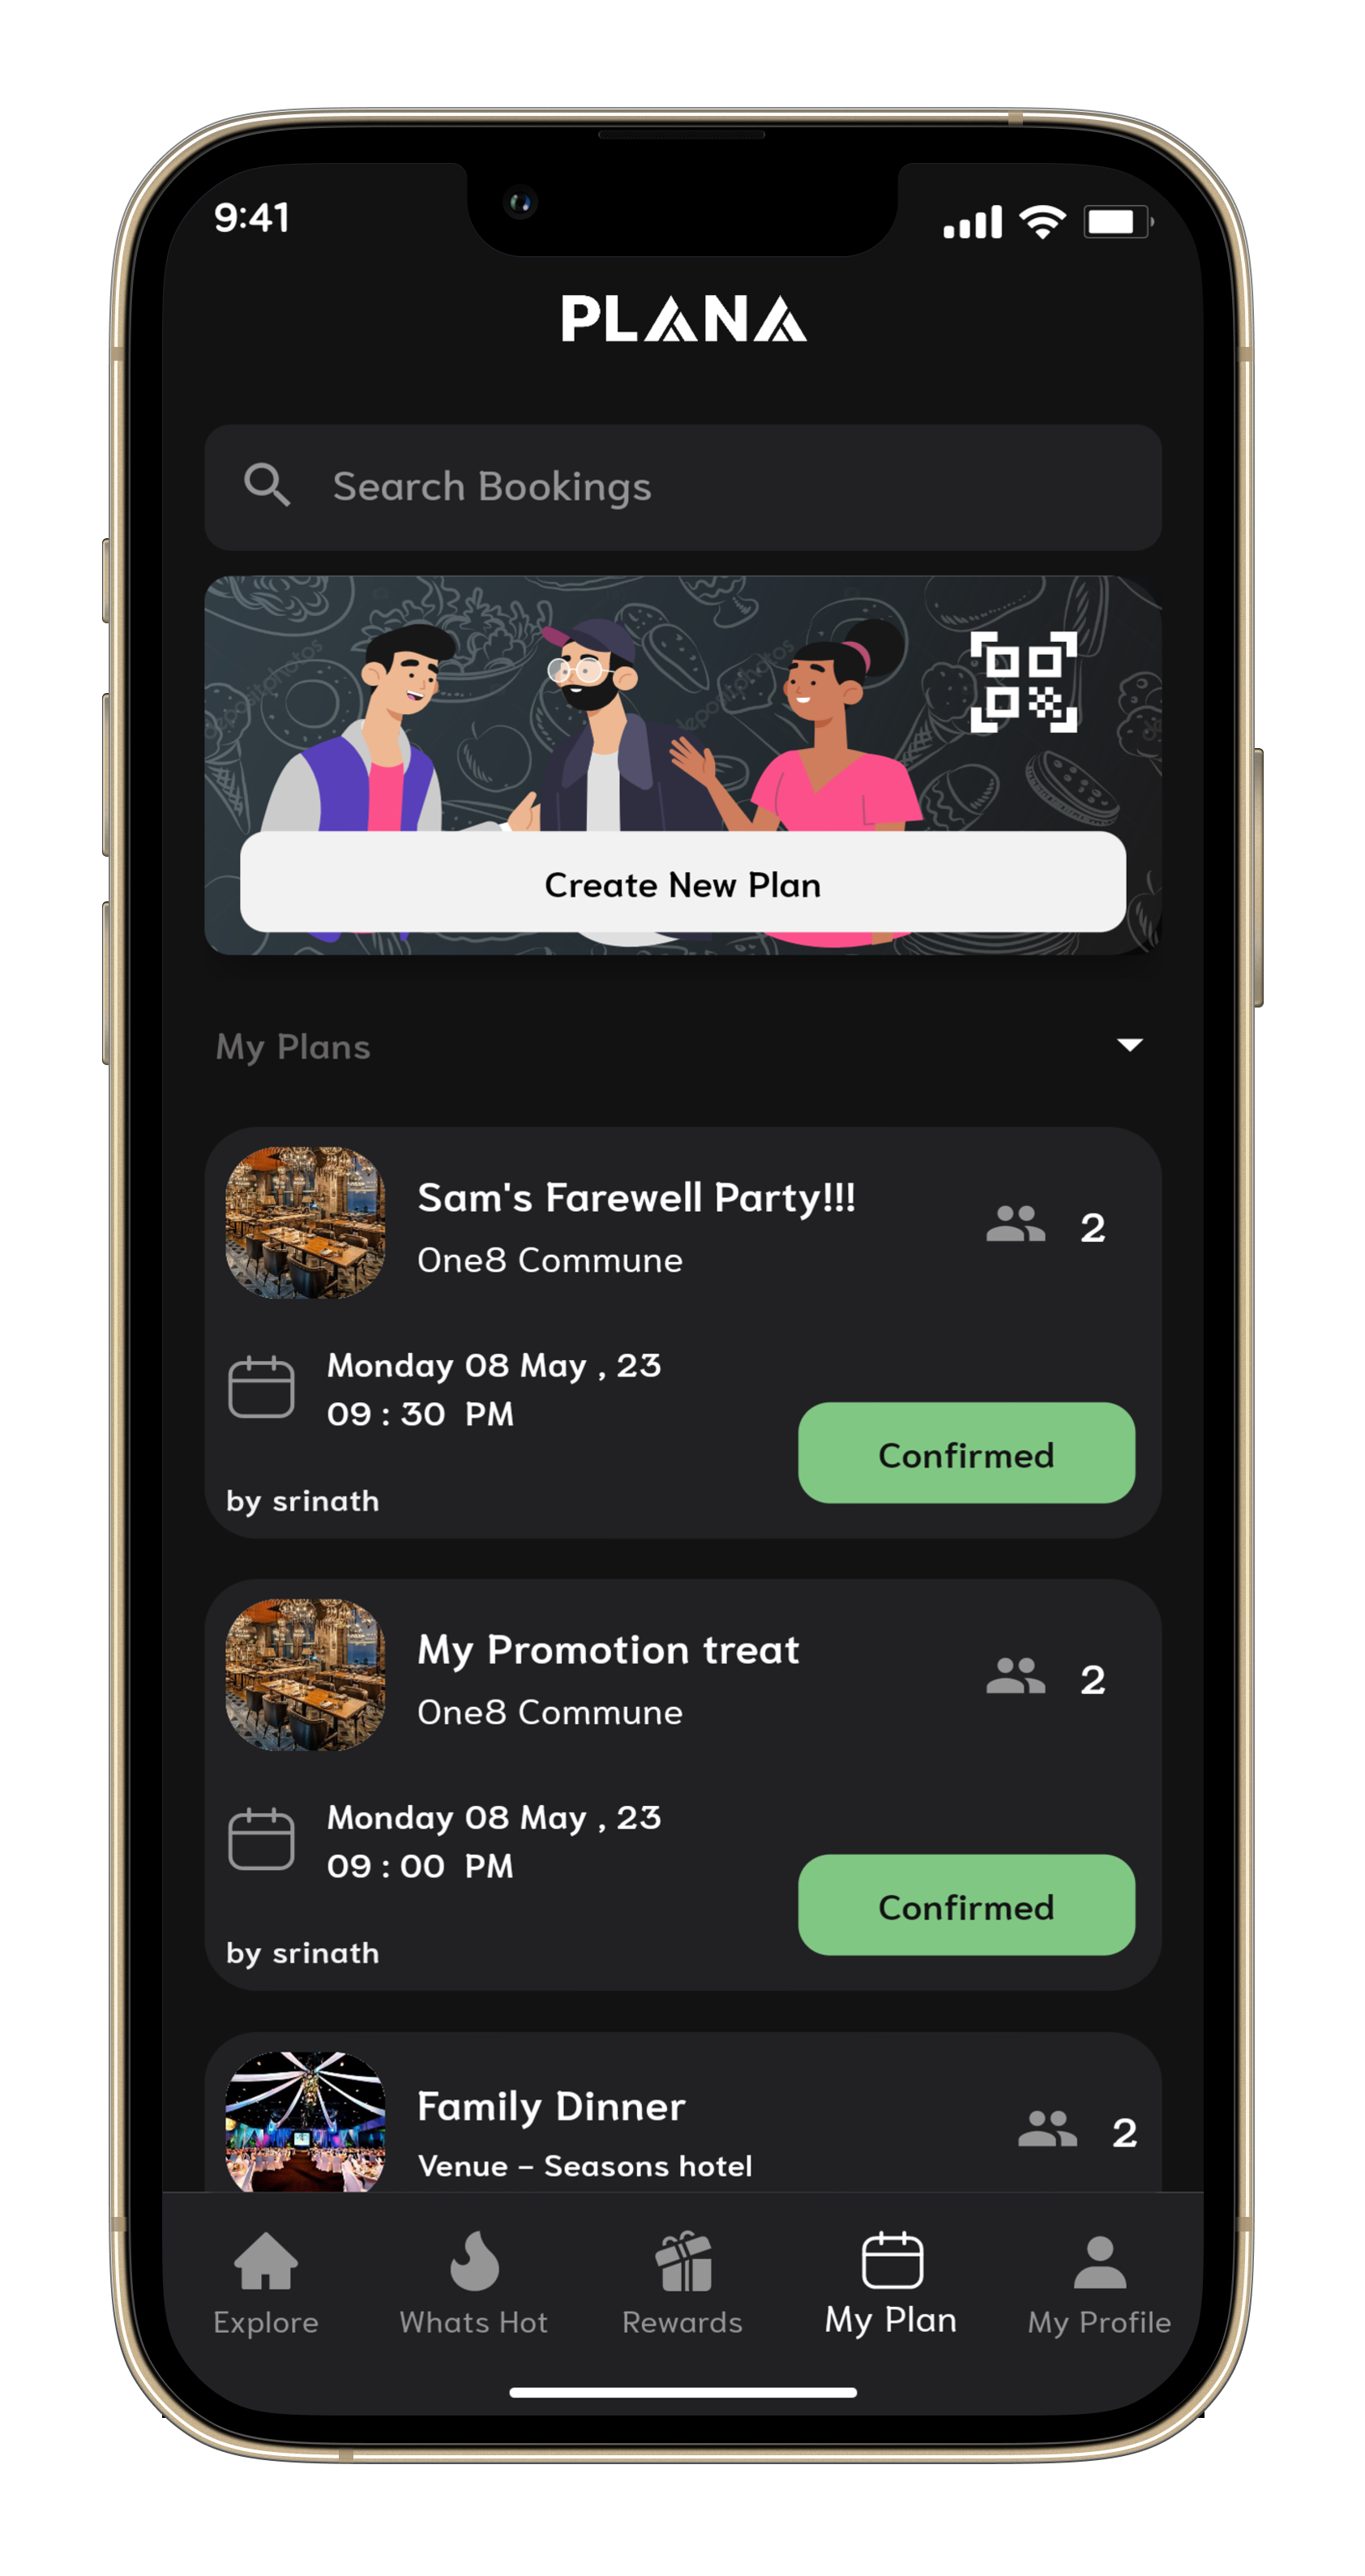 9:41
PLANA
Search Bookings
depositphotos
depositphotos
Create New Plan
My Plans
Sam's Farewell Party!!!
2
One8 Commune
Monday 08 May , 23
09 : 30 PM
Confirmed
by srinath
My Promotion treat
2
One8 Commune
Monday 08 May , 23
09 : 00 PM
Confirmed
by srinath
Family Dinner
2
Venue – Seasons hotel
Explore
Whats Hot
Rewards
My Plan
My Profile